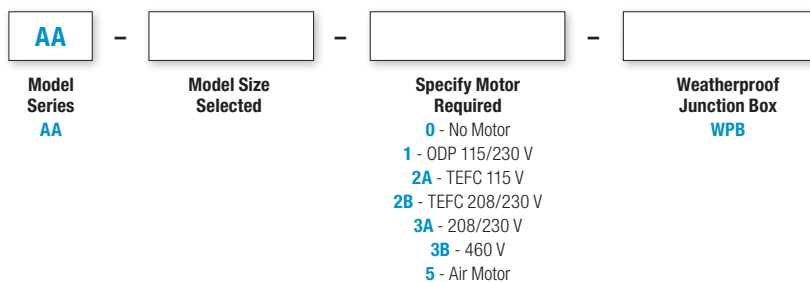 AA – – –
Model Series
AA
Model Size Selected
Specify Motor Required
0 - No Motor
1 - ODP 115/230 V
2A - TEFC 115 V
2B - TEFC 208/230 V
3A - 208/230 V
3B - 460 V
5 - Air Motor
Weatherproof Junction Box
WPB